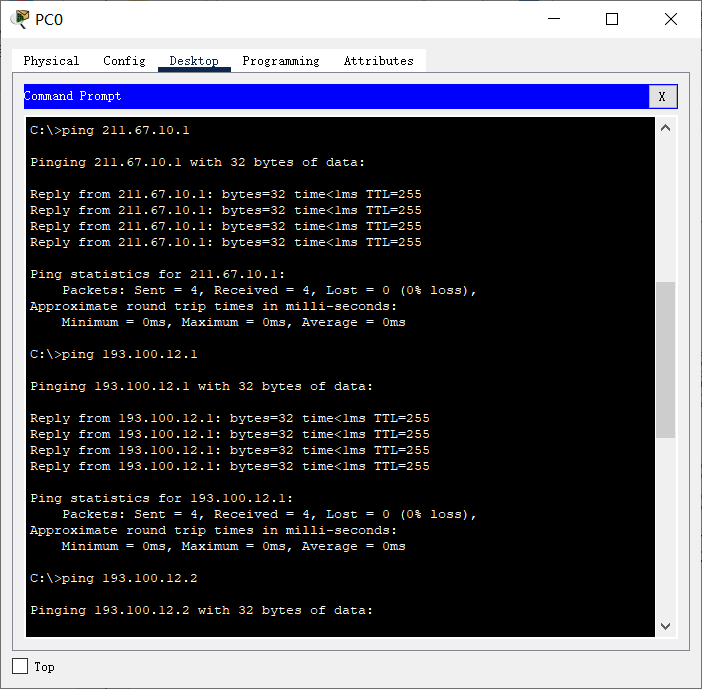 PC0
Physical Config Desktop Programming Attributes
Command Prompt
X
C:\>ping 211.67.10.1
Pinging 211.67.10.1 with 32 bytes of data:
Reply from 211.67.10.1: bytes=32 time<1ms TTL=255
Reply from 211.67.10.1: bytes=32 time<1ms TTL=255
Reply from 211.67.10.1: bytes=32 time<1ms TTL=255
Reply from 211.67.10.1: bytes=32 time<1ms TTL=255
Ping statistics for 211.67.10.1:
Packets: Sent = 4, Received = 4, Lost = 0 (0% loss),
Approximate round trip times in milli-seconds:
Minimum = 0ms, Maximum = 0ms, Average = 0ms
C:\>ping 193.100.12.1
Pinging 193.100.12.1 with 32 bytes of data:
Reply from 193.100.12.1: bytes=32 time<1ms TTL=255
Reply from 193.100.12.1: bytes=32 time<1ms TTL=255
Reply from 193.100.12.1: bytes=32 time<1ms TTL=255
Reply from 193.100.12.1: bytes=32 time<1ms TTL=255
Ping statistics for 193.100.12.1:
Packets: Sent = 4, Received = 4, Lost = 0 (0% loss),
Approximate round trip times in milli-seconds:
Minimum = 0ms, Maximum = 0ms, Average = 0ms
C:\>ping 193.100.12.2
Pinging 193.100.12.2 with 32 bytes of data:
Top